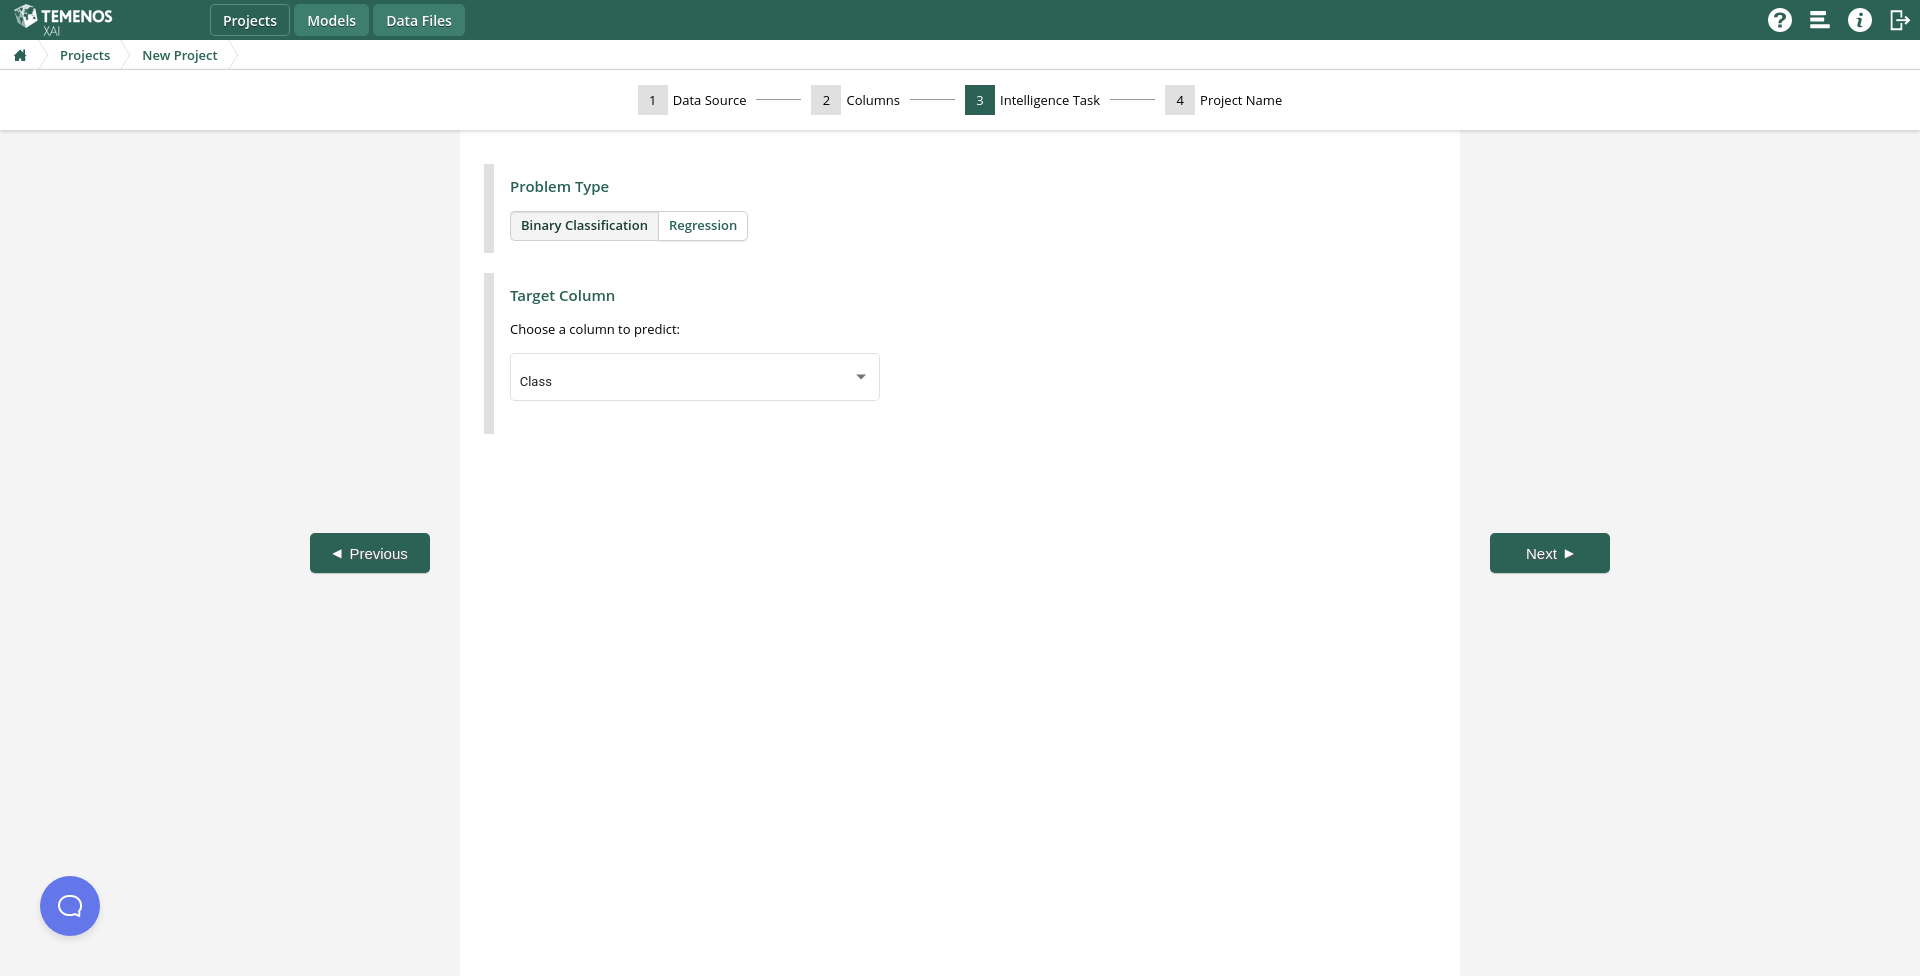 TEMENOS
XAI
Projects
Models
Data Files
Projects
New Project
1 Data Source
2 Columns
3 Intelligence Task
4 Project Name
Problem Type
Binary Classification
Regression
Target Column
Choose a column to predict:
Class
◄ Previous
Next ►